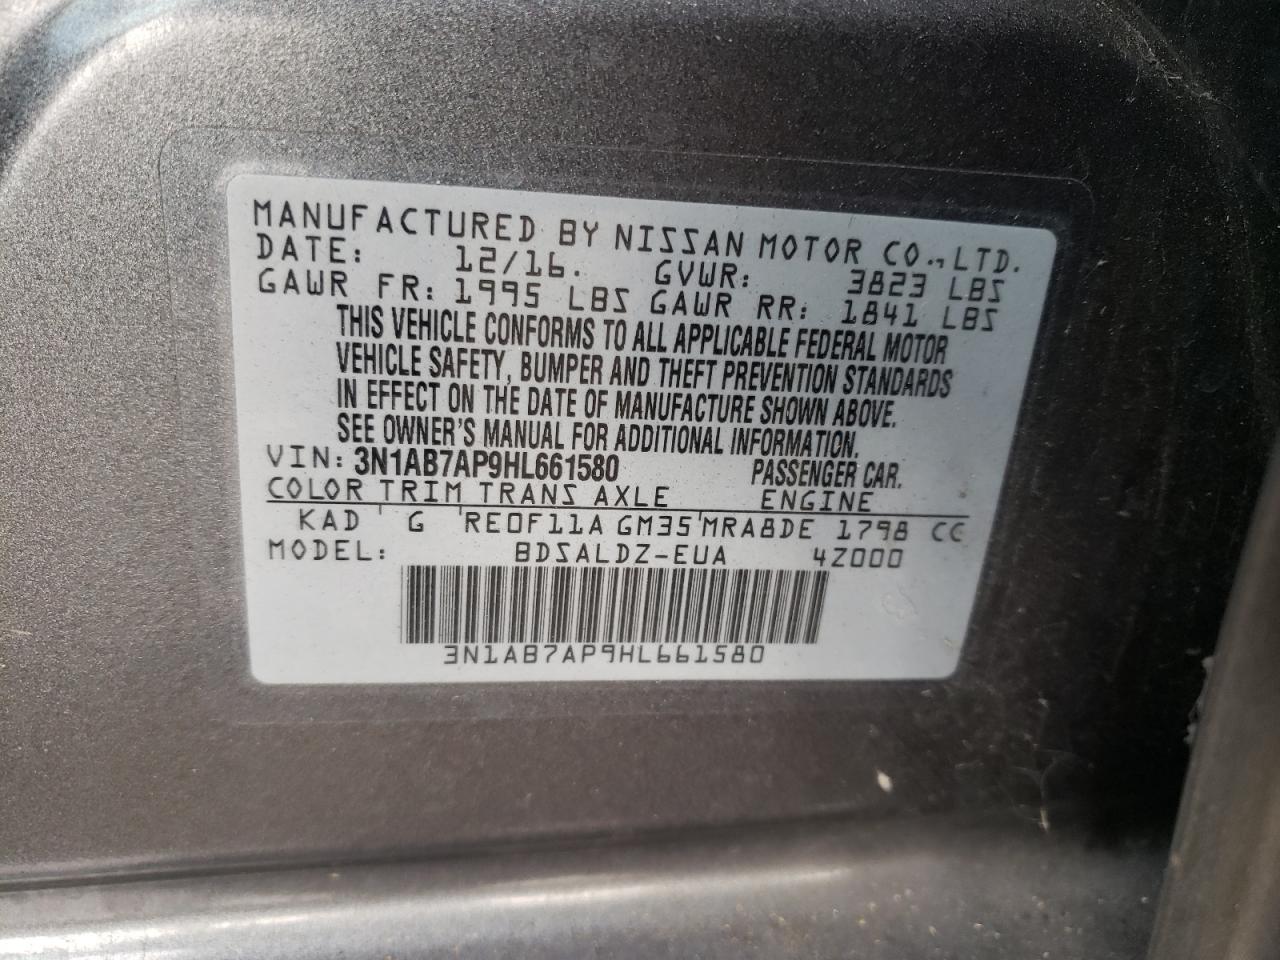 MANUFACTURED BY NISSAN MOTOR CO., LTD.
DATE: 12/16. GVWR: 3823 LBS
GAWR FR: 1995 LBS GAWR RR: 1841 LBS
THIS VEHICLE CONFORMS TO ALL APPLICABLE FEDERAL MOTOR
VEHICLE SAFETY, BUMPER AND THEFT PREVENTION STANDARDS
IN EFFECT ON THE DATE OF MANUFACTURE SHOWN ABOVE.
SEE OWNER'S MANUAL FOR ADDITIONAL INFORMATION.
VIN: 3N1AB7AP9HL661580 PASSENGER CAR.
COLOR TRIM TRANS AXLE ENGINE
KAD ' G ' RE0F11A GM35 ' MRA8DE 1798 CC
MODEL: BDSALDZ-EUA 4Z000
3N1AB7AP9HL661580